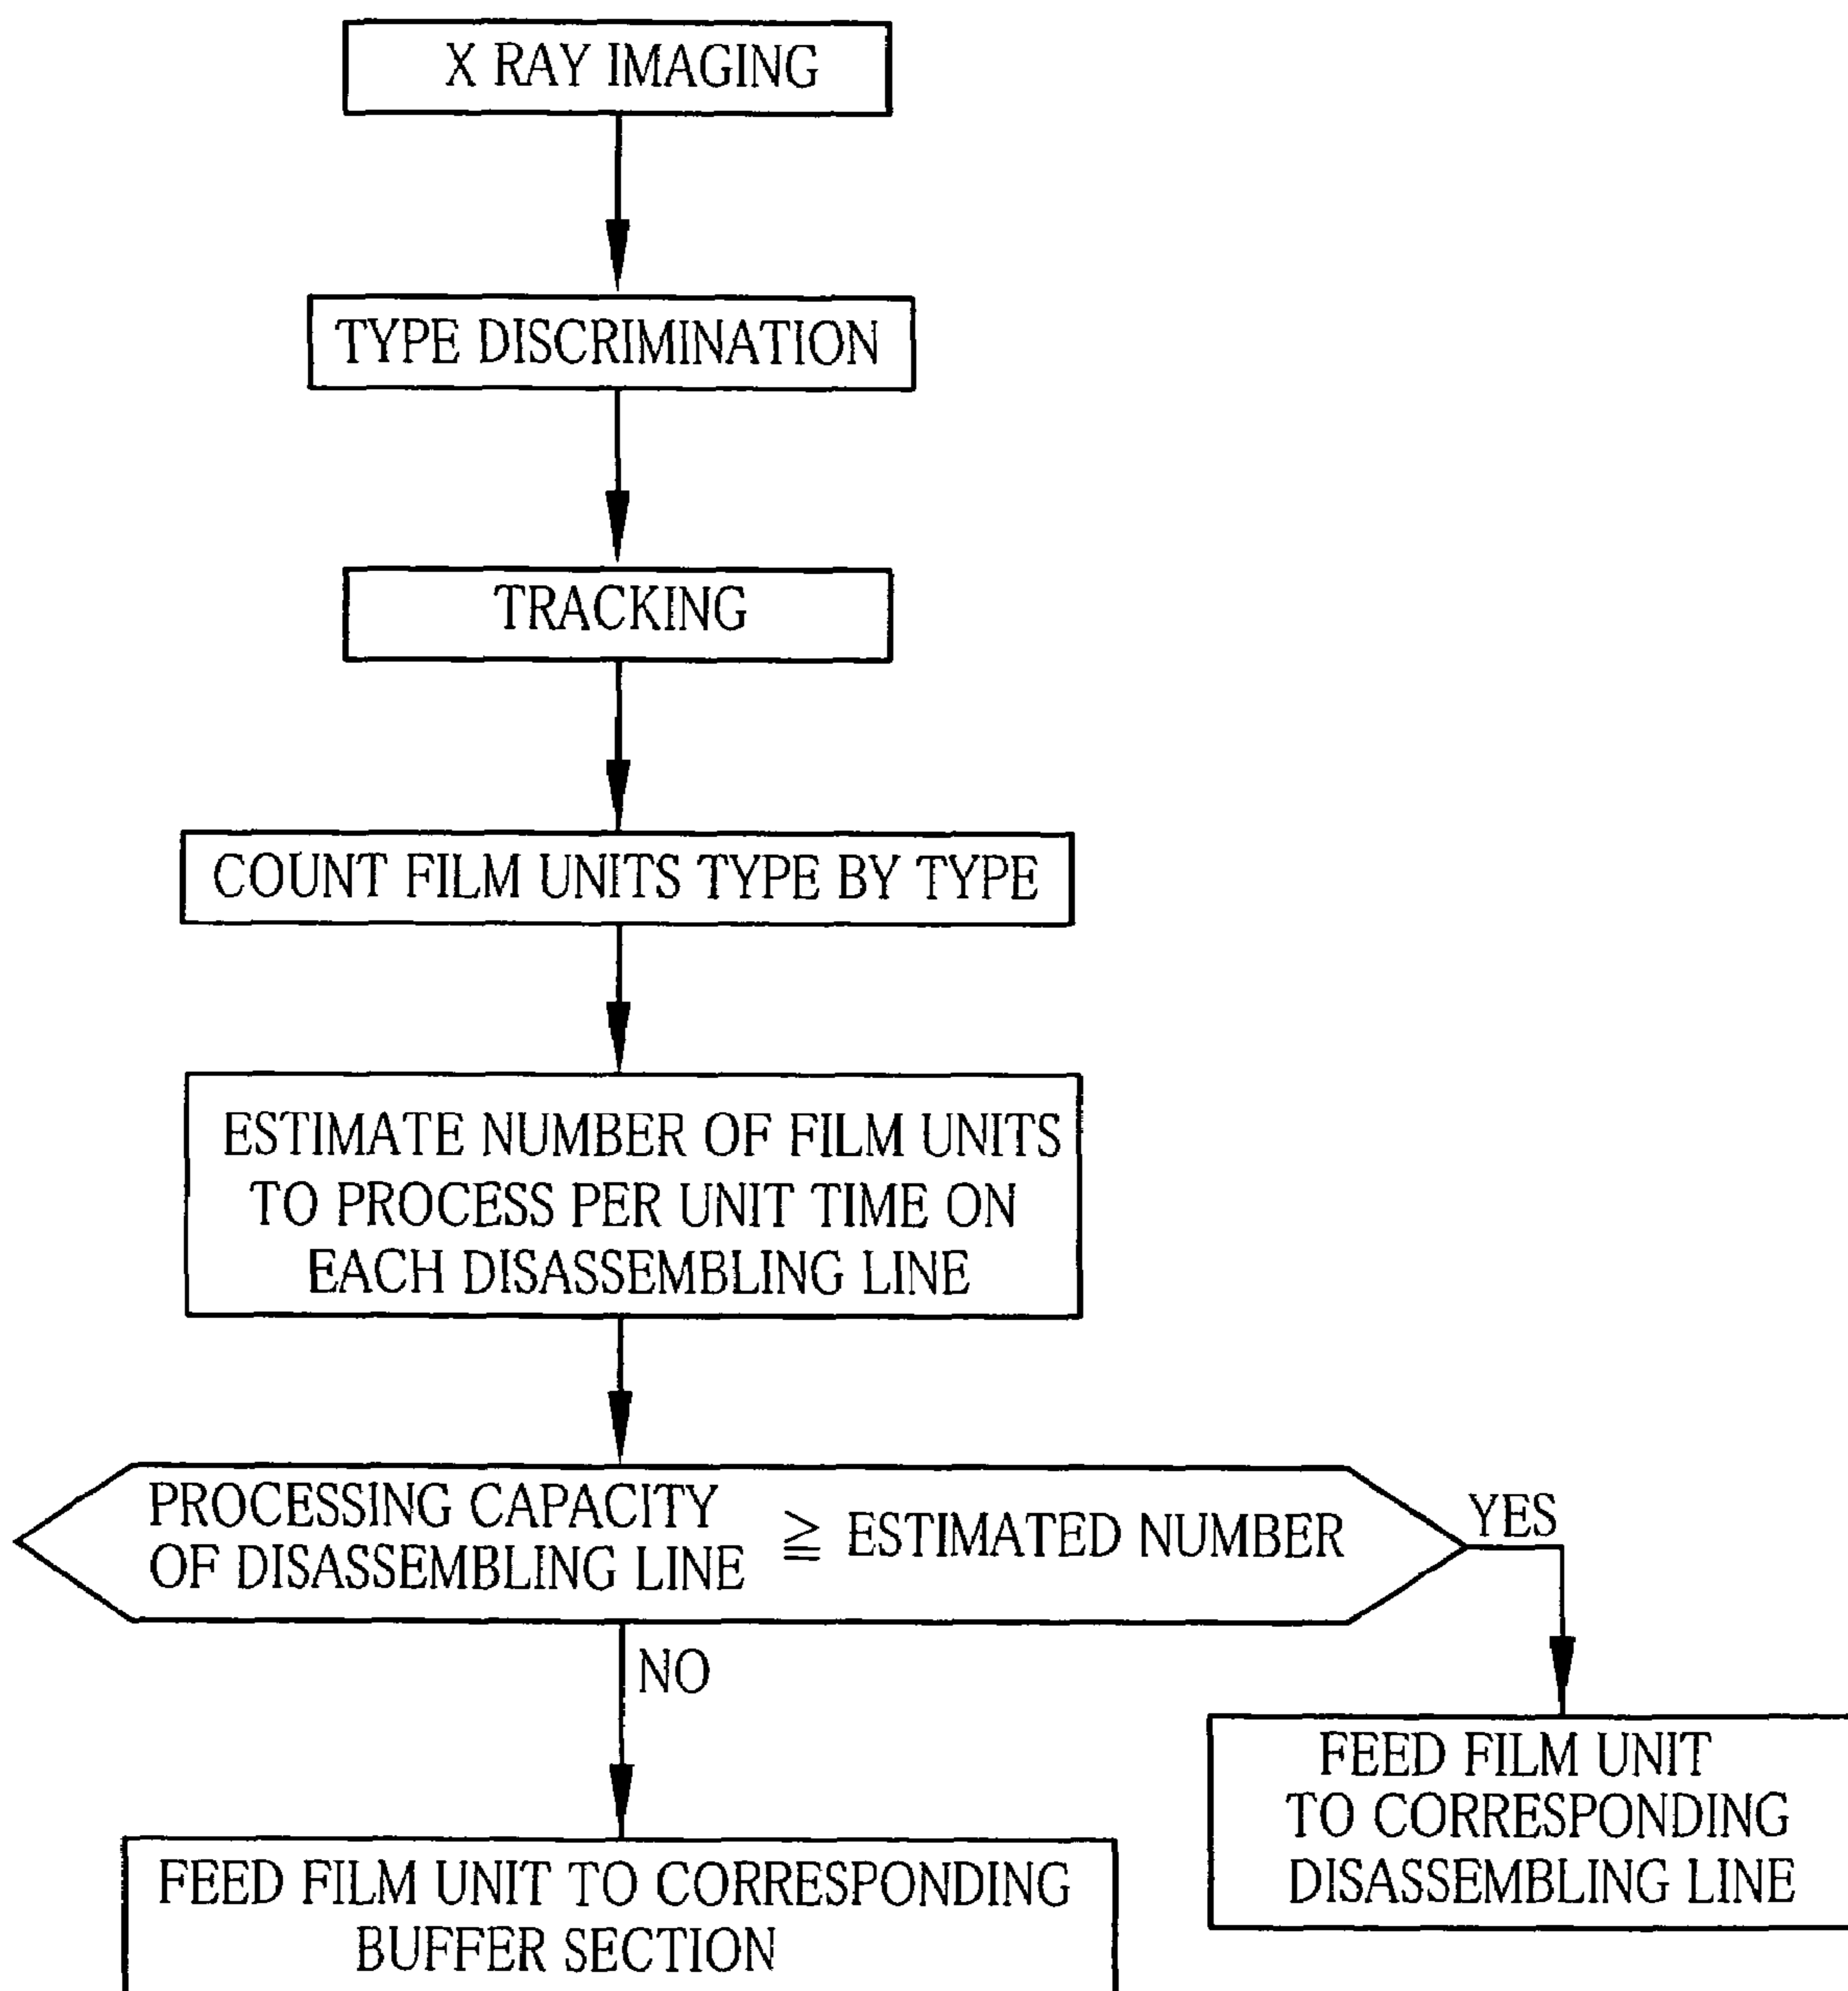 X RAY IMAGING
TYPE DISCRIMINATION
TRACKING
COUNT FILM UNITS TYPE BY TYPE
ESTIMATE NUMBER OF FILM UNITS
TO PROCESS PER UNIT TIME ON
EACH DISASSEMBLING LINE
PROCESSING CAPACITY
OF DISASSEMBLING LINE ≧ ESTIMATED NUMBER
YES
NO
FEED FILM UNIT
TO CORRESPONDING
DISASSEMBLING LINE
FEED FILM UNIT TO CORRESPONDING
BUFFER SECTION